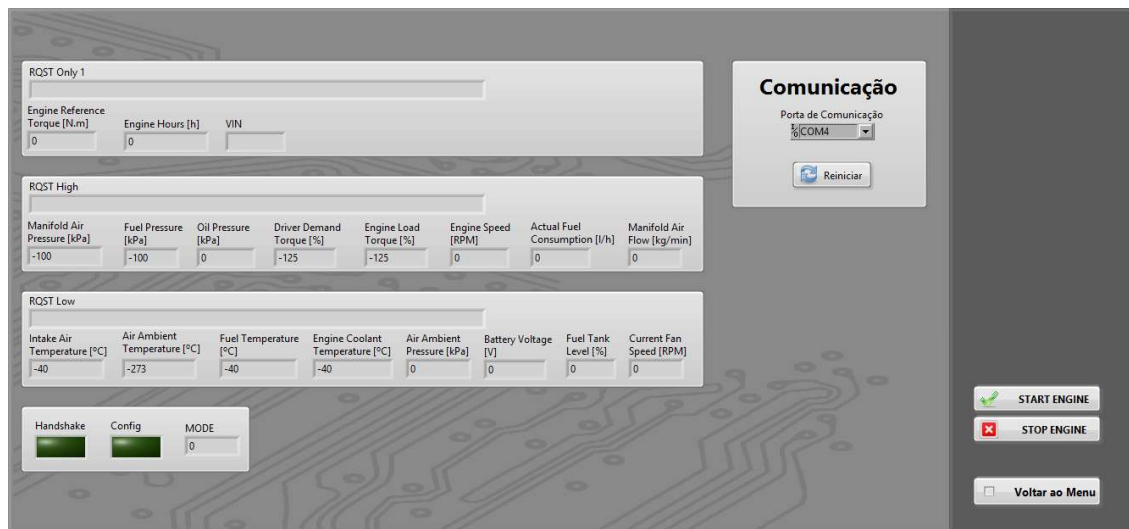 RQST Only 1
Engine Reference
Torque [N.m]
Engine Hours [h]
VIN
0
0
RQST High
Manifold Air
Pressure [kPa]
Fuel Pressure
[kPa]
Oil Pressure
[kPa]
Driver Demand
Torque [%]
Engine Load
Torque [%]
Engine Speed
[RPM]
Actual Fuel
Consumption [l/h]
Manifold Air
Flow [kg/min]
-100
-100
0
-125
-125
0
0
0
RQST Low
Intake Air
Temperature [ºC]
Air Ambient
Temperature [ºC]
Fuel Temperature
[ºC]
Engine Coolant
Temperature [ºC]
Air Ambient
Pressure [kPa]
Battery Voltage
[V]
Fuel Tank
Level [%]
Current Fan
Speed [RPM]
-40
-273
-40
-40
0
0
0
0
Handshake
Config
MODE
0
Comunicação
Porta de Comunicação
COM4
Reiniciar
START ENGINE
STOP ENGINE
Voltar ao Menu